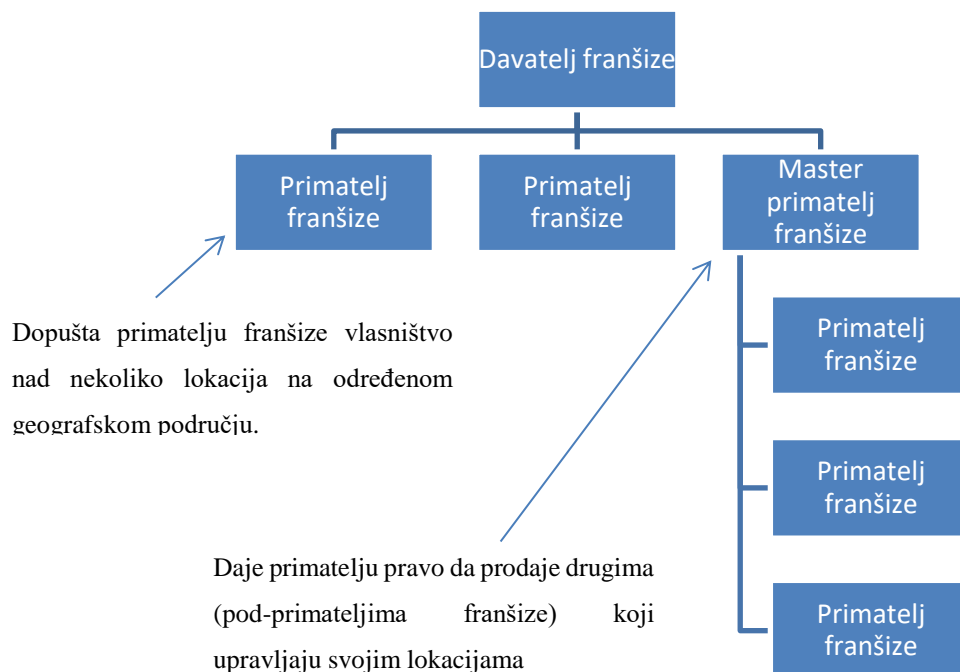 Davatelj franšize
Primatelj
franšize
Primatelj
franšize
Master
primatelj
franšize
Dopušta primatelju franšize vlasništvo
nad nekoliko lokacija na određenom
geografskom području.
Primatelj
franšize
Primatelj
franšize
Daje primatelju pravo da prodaje drugima
(pod-primateljima franšize) koji
upravljaju svojim lokacijama
Primatelj
franšize